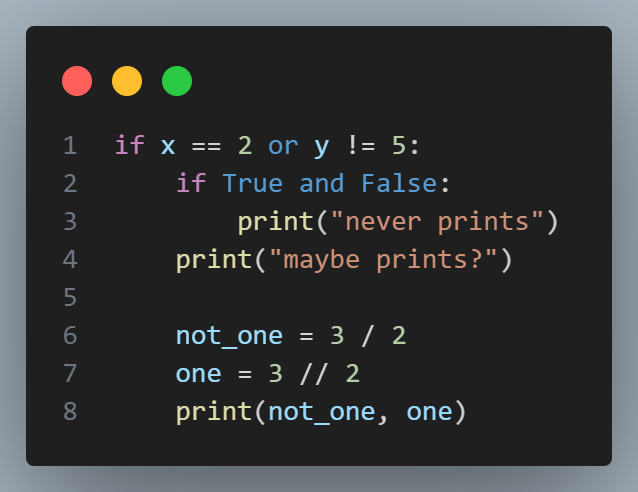 1 if x == 2 or y != 5:
2     if True and False:
3         print("never prints")
4     print("maybe prints?")
5
6     not_one = 3 / 2
7     one = 3 // 2
8     print(not_one, one)